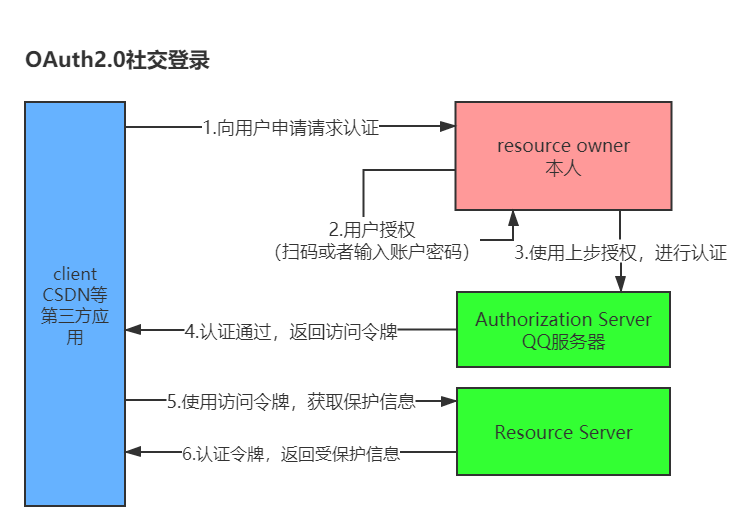 OAuth2.0社交登录
1.向用户申请请求认证
resource owner
本人
2.用户授权
（扫码或者输入账户密码）
3.使用上步授权，进行认证
client
CSDN等
第三方应
用
Authorization Server
QQ服务器
4.认证通过，返回访问令牌
5.使用访问令牌，获取保护信息
Resource Server
6.认证令牌，返回受保护信息